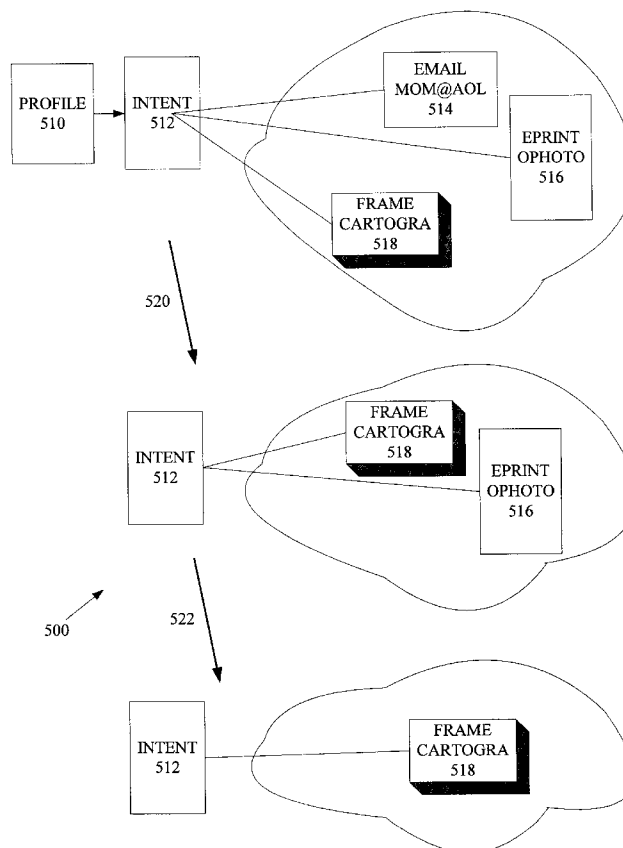 PROFILE
510
INTENT
512
EMAIL
MOM@AOL
514
EPRINT
OPHOTO
516
FRAME
CARTOGRA
518
520
INTENT
512
FRAME
CARTOGRA
518
EPRINT
OPHOTO
516
500
522
INTENT
512
FRAME
CARTOGRA
518